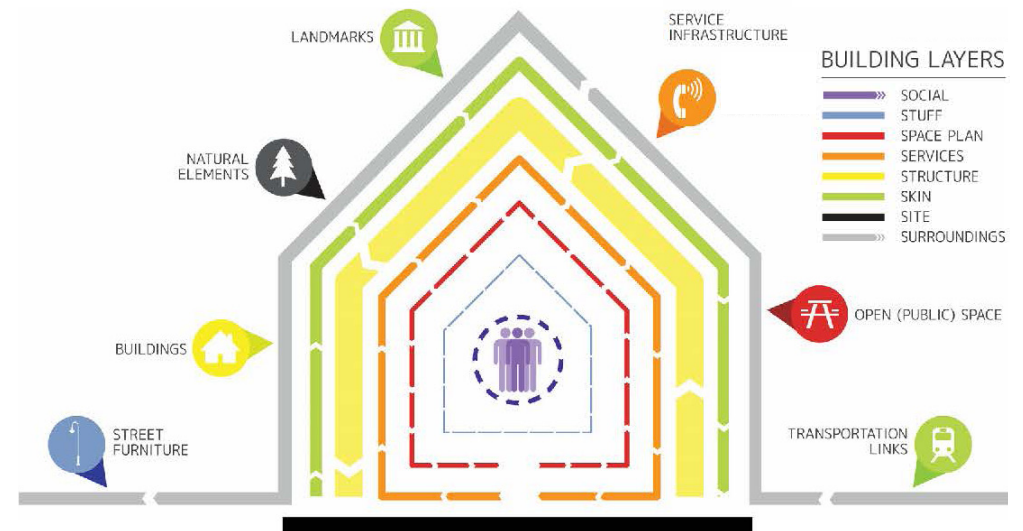 LANDMARKS
SERVICE
INFRASTRUCTURE
BUILDING LAYERS
SOCIAL
STUFF
SPACE PLAN
SERVICES
STRUCTURE
SKIN
SITE
SURROUNDINGS
NATURAL
ELEMENTS
OPEN (PUBLIC) SPACE
BUILDINGS
STREET
FURNITURE
TRANSPORTATION
LINKS